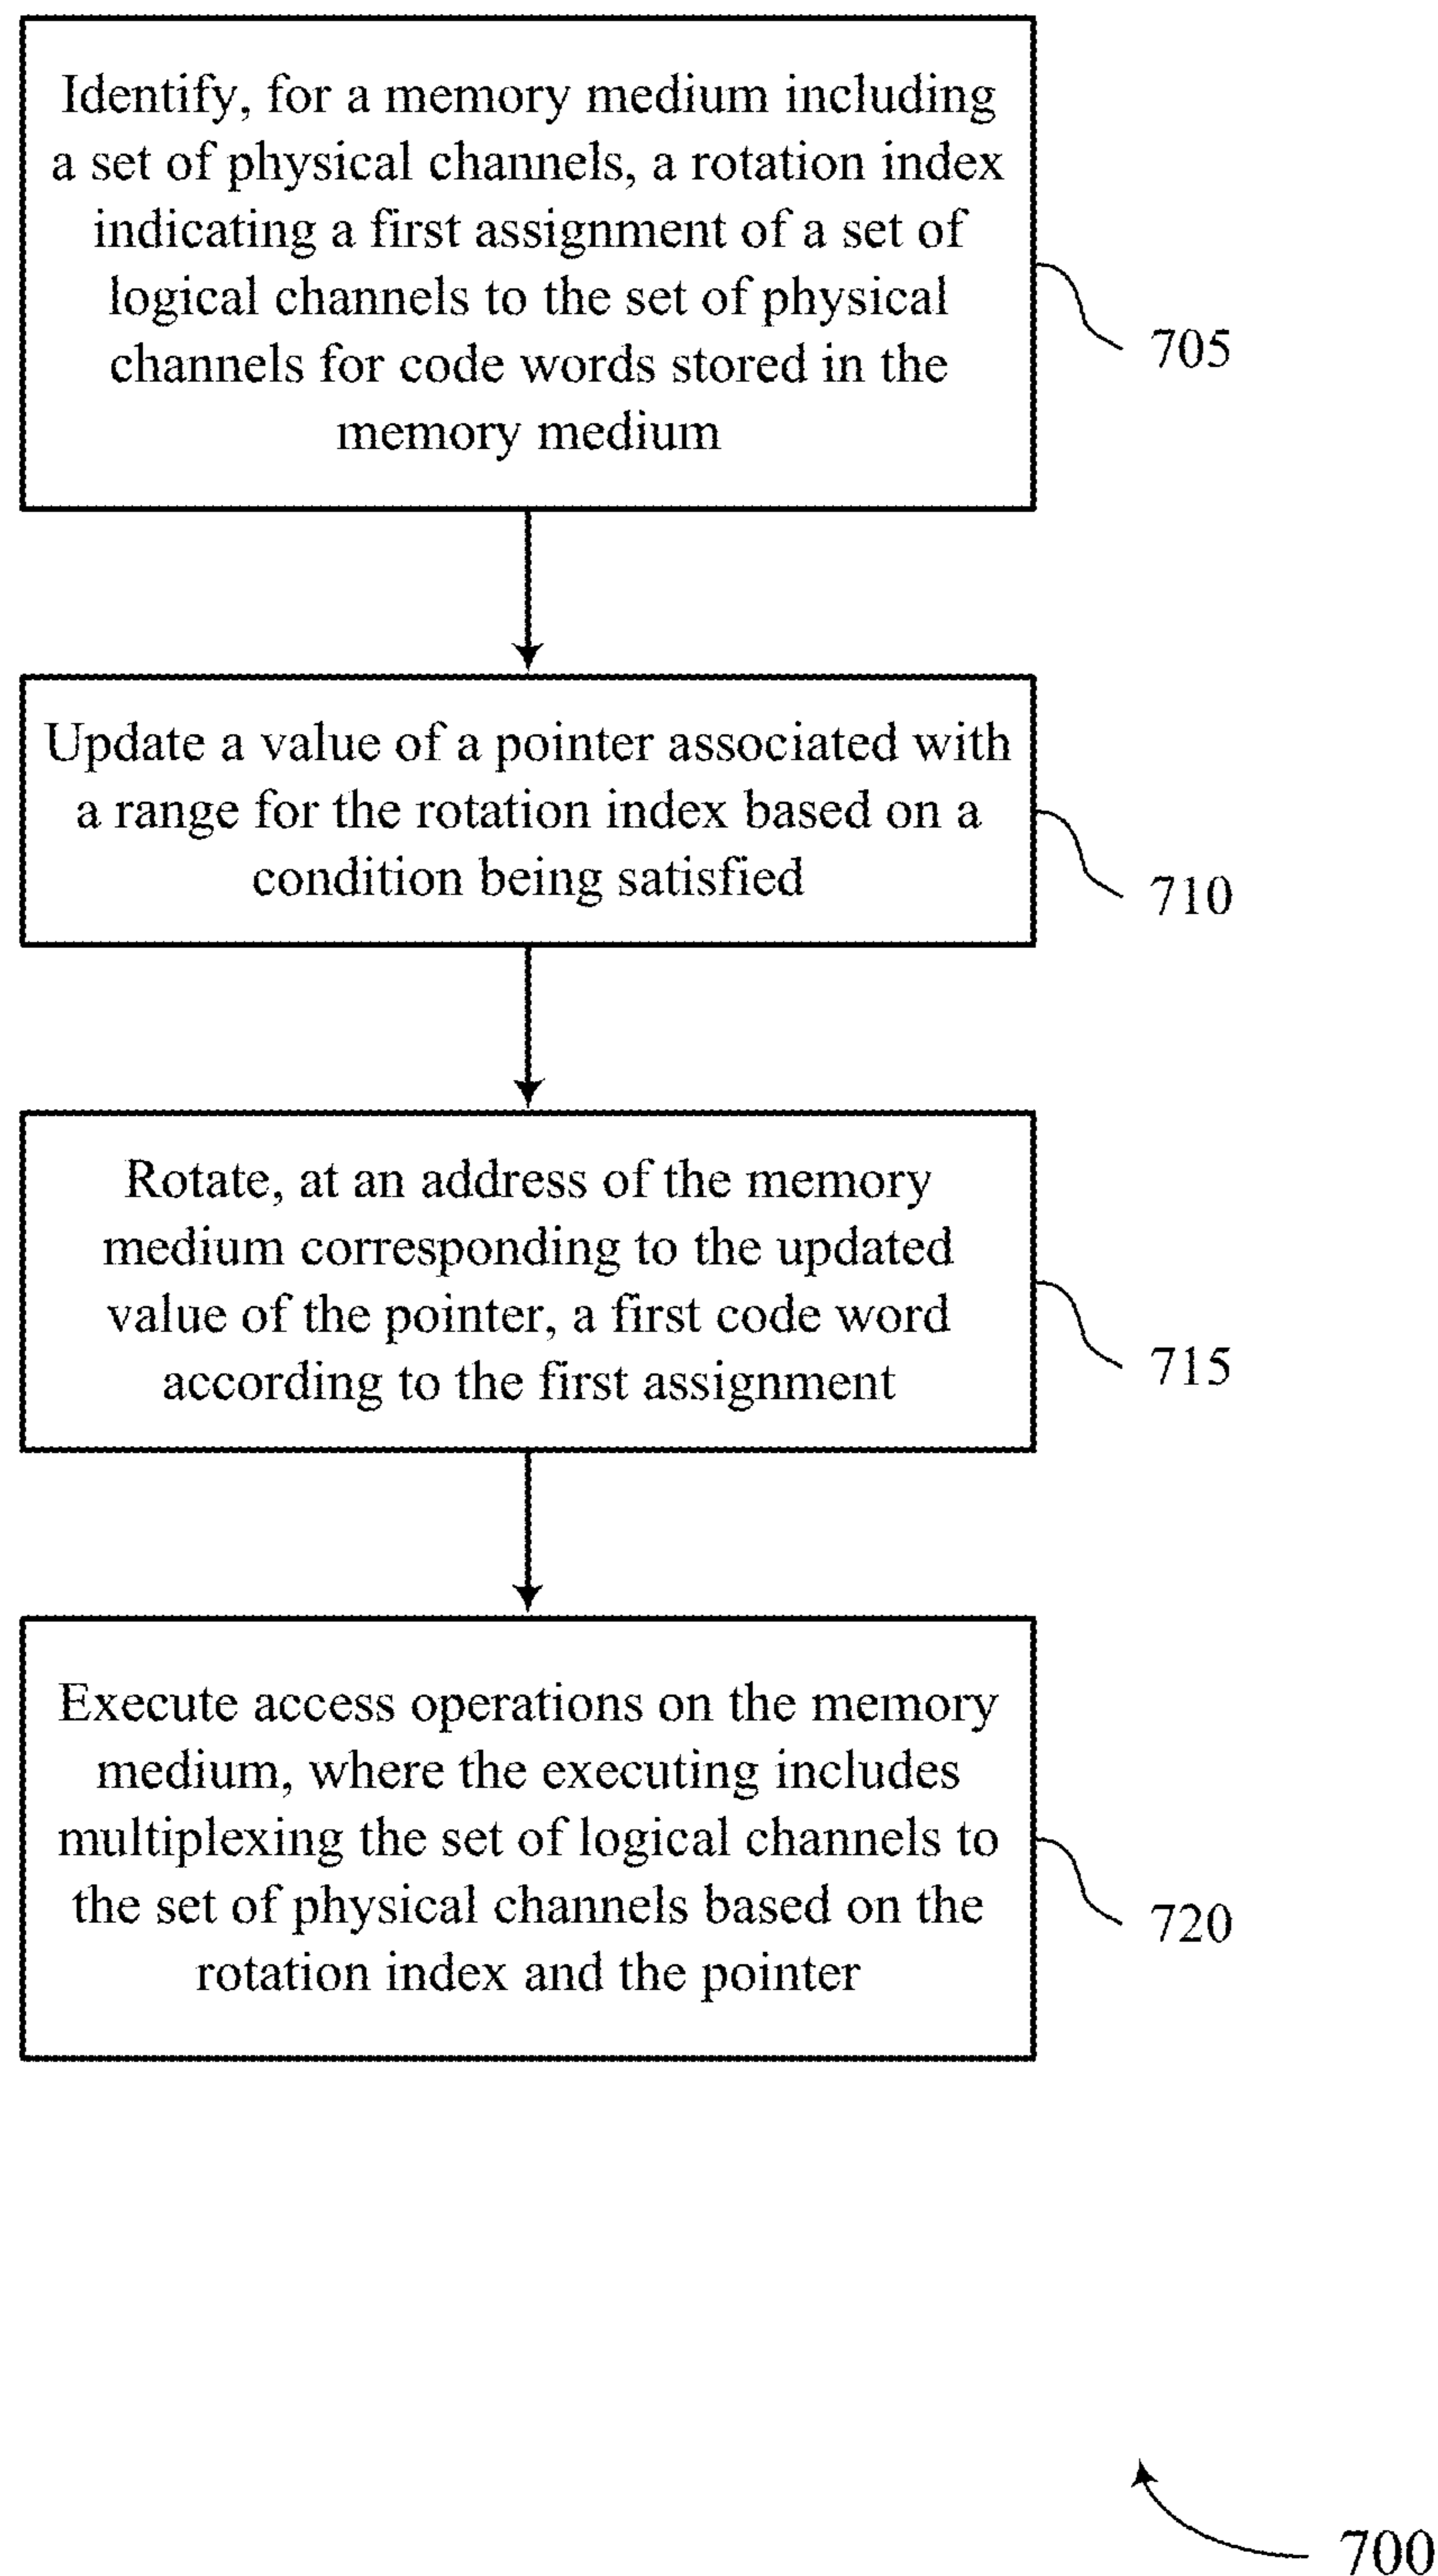 Identify, for a memory medium including
a set of physical channels, a rotation index
indicating a first assignment of a set of
logical channels to the set of physical
channels for code words stored in the
memory medium
705
Update a value of a pointer associated with
a range for the rotation index based on a
condition being satisfied
710
Rotate, at an address of the memory
medium corresponding to the updated
value of the pointer, a first code word
according to the first assignment
715
Execute access operations on the memory
medium, where the executing includes
multiplexing the set of logical channels to
the set of physical channels based on the
rotation index and the pointer
720
700